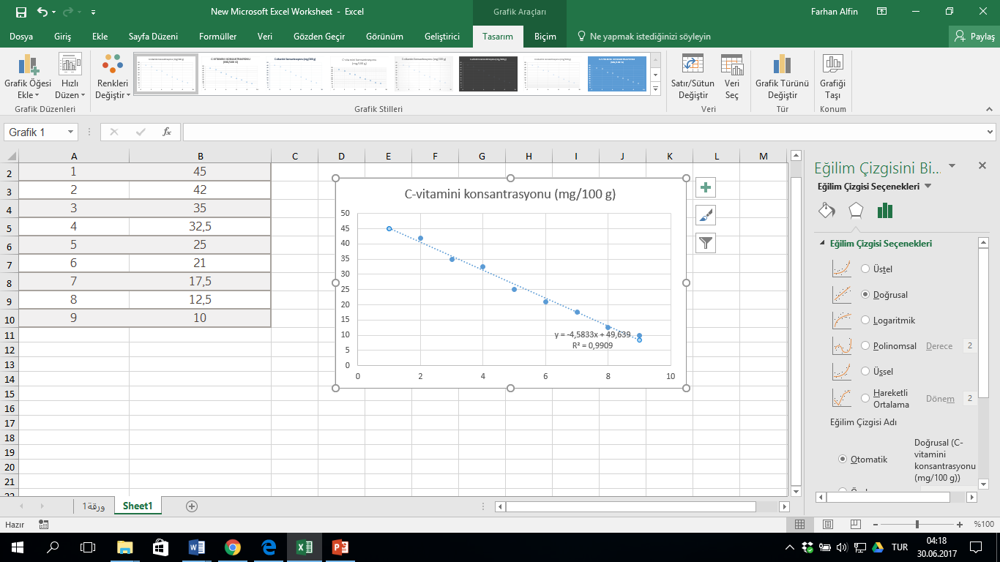 New Microsoft Excel Worksheet - Excel
Grafik Araçları
Farhan Alfin
Dosya Giriş Ekle Sayfa Düzeni Formüller Veri Gözden Geçir Görünüm Geliştirici Tasarım Biçim Ne yapmak istediğinizi söyleyin Paylaş
Grafik Öğesi Ekle
Hızlı Düzen
Renkleri Değiştir
Satır/Sütun Değiştir
Veri Seç
Grafik Türünü Değiştir
Grafiği Taşı
Grafik Düzenleri
Grafik Stilleri
Veri
Tür
Konum
Grafik 1
fx
A B C D E F G H I J K L M
2 1 45
3 2 42
4 3 35
5 4 32,5
6 5 25
7 6 21
8 7 17,5
9 8 12,5
10 9 10
11
12
13
14
15
16
17
18
19
20
21
C-vitamini konsantrasyonu (mg/100 g)
50
45
40
35
30
25
20
15
10
5
0
0 2 4 6 8 10
y = -4,5833x + 49,639
R² = 0,9909
Eğilim Çizgisini Bi...
Eğilim Çizgisi Seçenekleri
Eğilim Çizgisi Seçenekleri
Üstel
Doğrusal
Logaritmik
Polinomsal Derece 2
Üssel
Hareketli Ortalama Dönem 2
Eğilim Çizgisi Adı
Otomatik
Doğrusal (C-
vitamini
konsantrasyonu
(mg/100 g))
ورقة1 Sheet1
Hazır
%100
TUR
04:18
30.06.2017